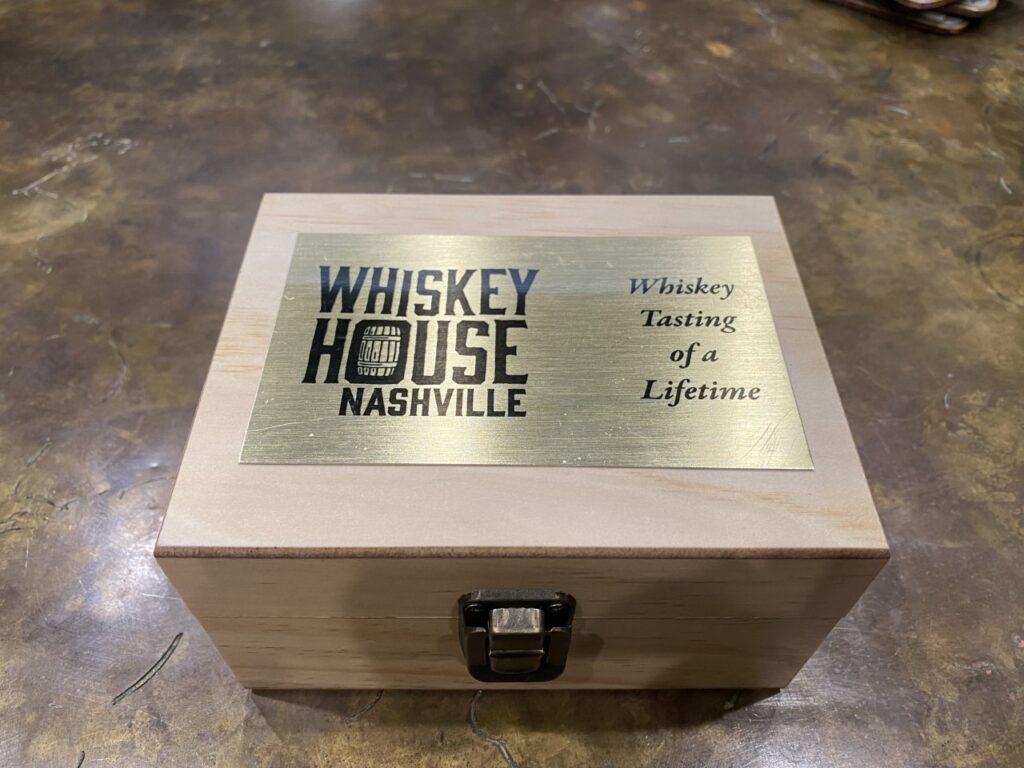 WHISKEY
HOUSE
NASHVILLE
Whiskey
Tasting
of a
Lifetime